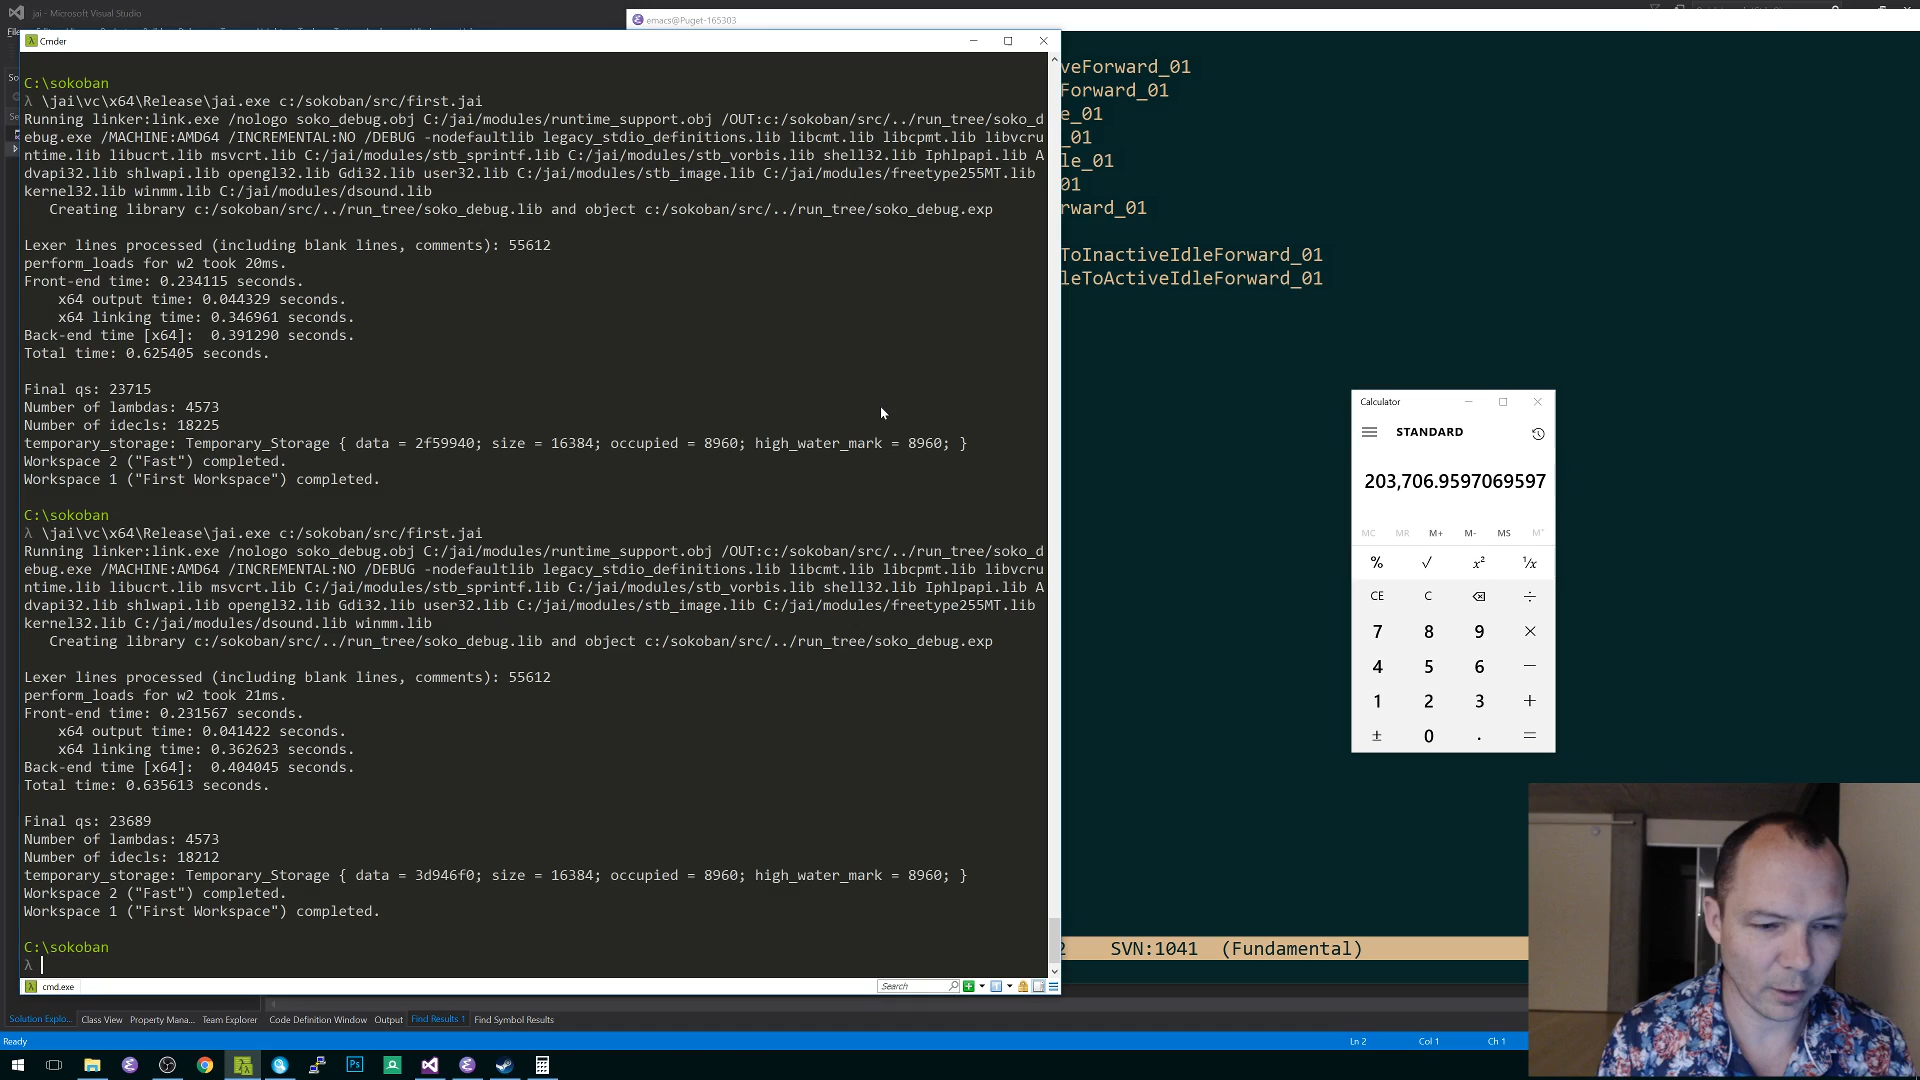 jai - Microsoft Visual Studio
emacs@Puget-165303
Cmder
C:\sokoban
λ \jai\vc\x64\Release\jai.exe c:/sokoban/src/first.jai
Running linker:link.exe /nologo soko_debug.obj C:/jai/modules/runtime_support.obj /OUT:c:/sokoban/src/../run_tree/soko_d
ebug.exe /MACHINE:AMD64 /INCREMENTAL:NO /DEBUG -nodefaultlib legacy_stdio_definitions.lib libcmt.lib libcpmt.lib libvcru
ntime.lib libucrt.lib msvcrt.lib C:/jai/modules/stb_sprintf.lib C:/jai/modules/stb_vorbis.lib shell32.lib Iphlpapi.lib A
dvapi32.lib shlwapi.lib opengl32.lib Gdi32.lib user32.lib C:/jai/modules/stb_image.lib C:/jai/modules/freetype255MT.lib
kernel32.lib winmm.lib C:/jai/modules/dsound.lib
Creating library c:/sokoban/src/../run_tree/soko_debug.lib and object c:/sokoban/src/../run_tree/soko_debug.exp
Lexer lines processed (including blank lines, comments): 55612
perform_loads for w2 took 20ms.
Front-end time: 0.234115 seconds.
x64 output time: 0.044329 seconds.
x64 linking time: 0.346961 seconds.
Back-end time [x64]:  0.391290 seconds.
Total time: 0.625405 seconds.
Final qs: 23715
Number of lambdas: 4573
Number of idecls: 18225
temporary_storage: Temporary_Storage { data = 2f59940; size = 16384; occupied = 8960; high_water_mark = 8960; }
Workspace 2 ("Fast") completed.
Workspace 1 ("First Workspace") completed.
C:\sokoban
λ \jai\vc\x64\Release\jai.exe c:/sokoban/src/first.jai
Running linker:link.exe /nologo soko_debug.obj C:/jai/modules/runtime_support.obj /OUT:c:/sokoban/src/../run_tree/soko_d
ebug.exe /MACHINE:AMD64 /INCREMENTAL:NO /DEBUG -nodefaultlib legacy_stdio_definitions.lib libcmt.lib libcpmt.lib libvcru
ntime.lib libucrt.lib msvcrt.lib C:/jai/modules/stb_sprintf.lib C:/jai/modules/stb_vorbis.lib shell32.lib Iphlpapi.lib A
dvapi32.lib shlwapi.lib opengl32.lib Gdi32.lib user32.lib C:/jai/modules/stb_image.lib C:/jai/modules/freetype255MT.lib
kernel32.lib C:/jai/modules/dsound.lib winmm.lib
Creating library c:/sokoban/src/../run_tree/soko_debug.lib and object c:/sokoban/src/../run_tree/soko_debug.exp
Lexer lines processed (including blank lines, comments): 55612
perform_loads for w2 took 21ms.
Front-end time: 0.231567 seconds.
x64 output time: 0.041422 seconds.
x64 linking time: 0.362623 seconds.
Back-end time [x64]:  0.404045 seconds.
Total time: 0.635613 seconds.
Final qs: 23689
Number of lambdas: 4573
Number of idecls: 18212
temporary_storage: Temporary_Storage { data = 3d946f0; size = 16384; occupied = 8960; high_water_mark = 8960; }
Workspace 2 ("Fast") completed.
Workspace 1 ("First Workspace") completed.
C:\sokoban
λ
cmd.exe
Search
veForward_01
Forward_01
e_01
_01
le_01
01
rward_01
ToInactiveIdleForward_01
leToActiveIdleForward_01
Calculator
STANDARD
203,706.9597069597
MC MR M+ M- MS M˅
% √ x² ¹/x
CE C ⌫ ÷
7 8 9 ×
4 5 6 −
1 2 3 +
± 0 . =
2 SVN:1041 (Fundamental)
Solution Explo... Class View Property Mana... Team Explorer Code Definition Window Output Find Results 1 Find Symbol Results
Ready Ln 2 Col 1 Ch 1